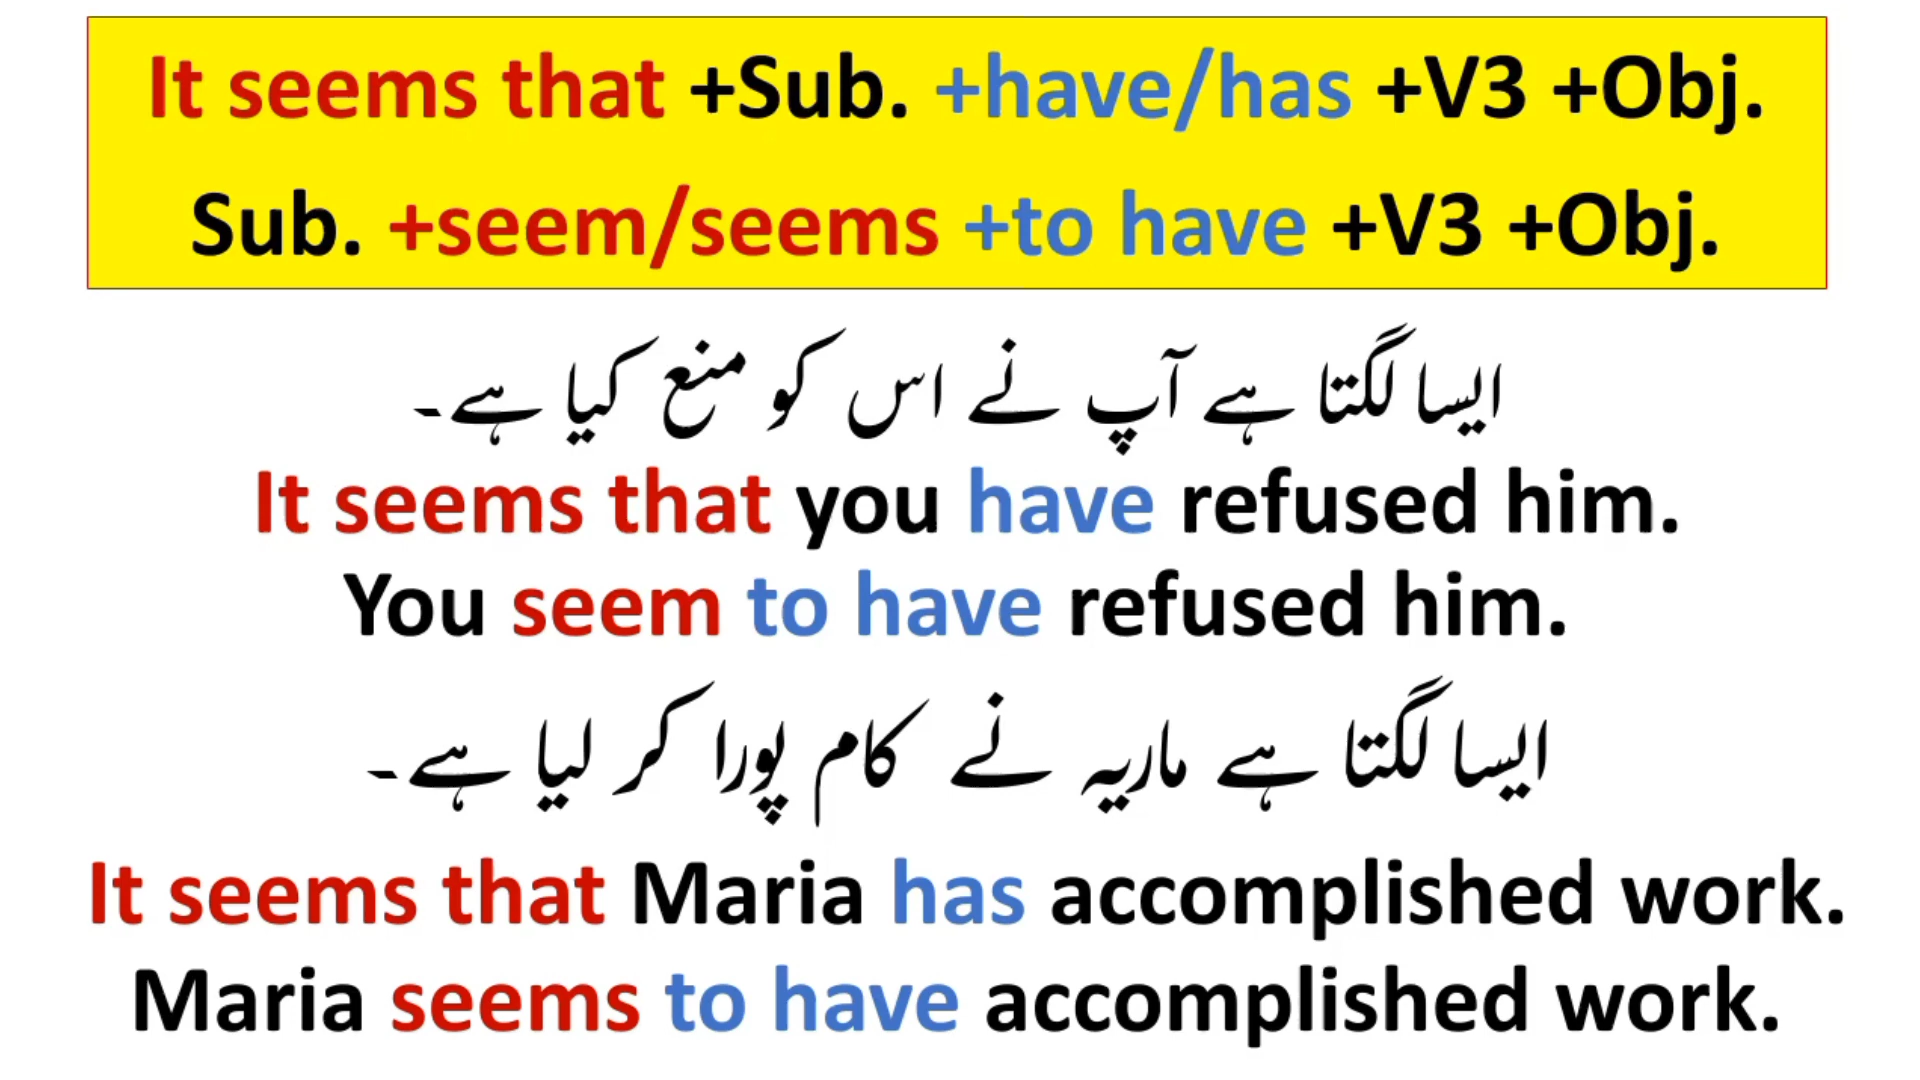 It seems that +Sub. +have/has +V3 +Obj.
Sub. +seem/seems +to have +V3 +Obj.
ایسا لگتا ہے آپ نے اس کو منع کیا ہے۔
It seems that you have refused him.
You seem to have refused him.
ایسا لگتا ہے ماریہ نے کام پورا کر لیا ہے۔
It seems that Maria has accomplished work.
Maria seems to have accomplished work.